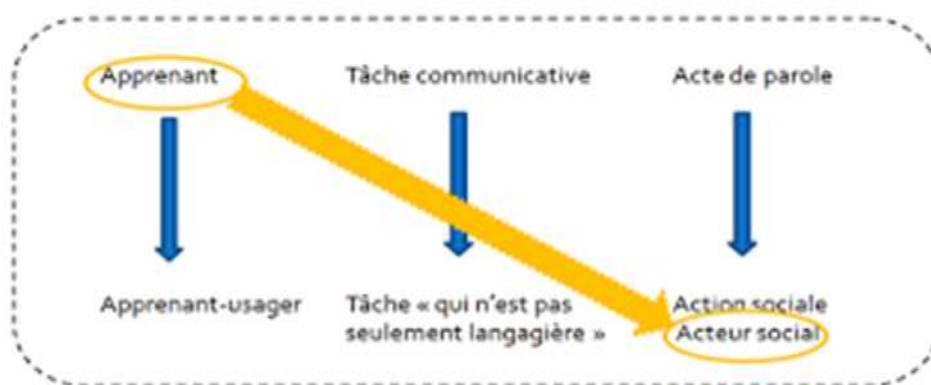 Apprenant
Tâche communicative
Acte de parole
Apprenant-usager
Tâche « qui n'est pas
seulement langagière »
Action sociale
Acteur social